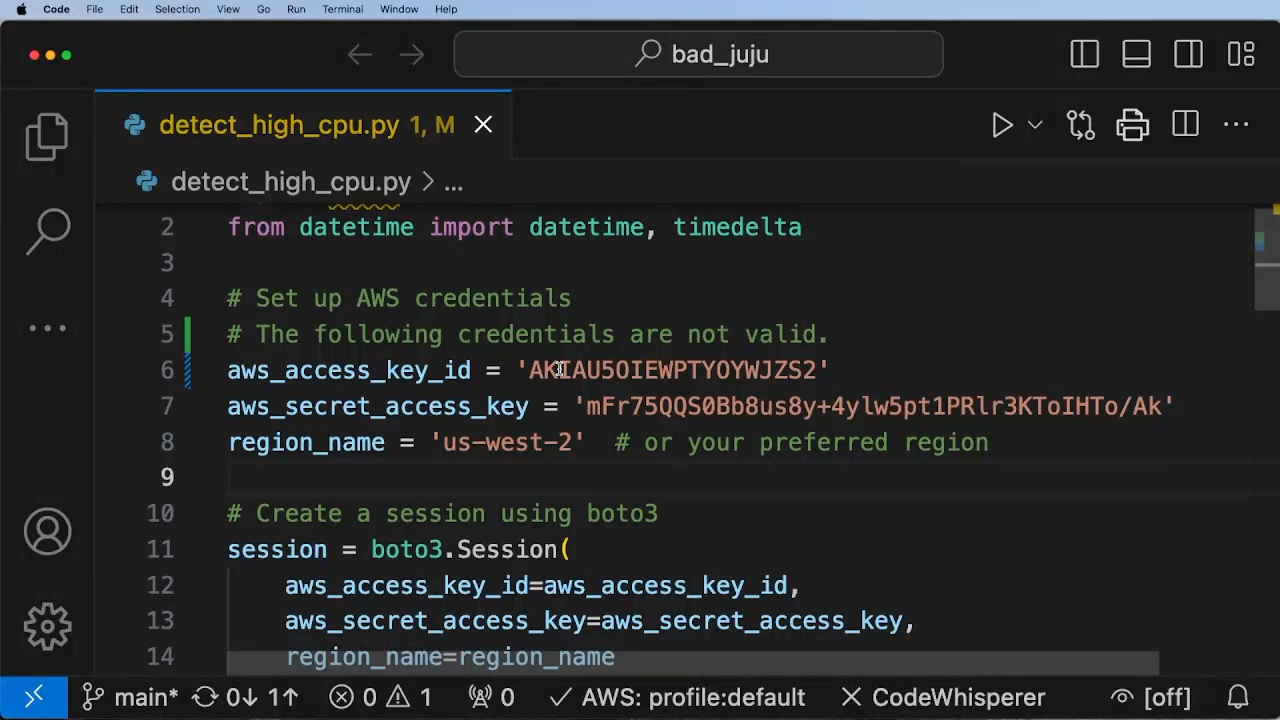 Code File Edit Selection View Go Run Terminal Window Help
bad_juju
detect_high_cpu.py 1, M
detect_high_cpu.py > ...
2 from datetime import datetime, timedelta
3
4 # Set up AWS credentials
5 # The following credentials are not valid.
6 aws_access_key_id = 'AKIAU5OIEWPTYOYWJZS2'
7 aws_secret_access_key = 'mFr75QQS0Bb8us8y+4ylw5pt1PRlr3KToIHTo/Ak'
8 region_name = 'us-west-2' # or your preferred region
9
10 # Create a session using boto3
11 session = boto3.Session(
12 aws_access_key_id=aws_access_key_id,
13 aws_secret_access_key=aws_secret_access_key,
14 region_name=region_name
main* 0↓ 1↑ 0 1 0 AWS: profile:default CodeWhisperer [off]